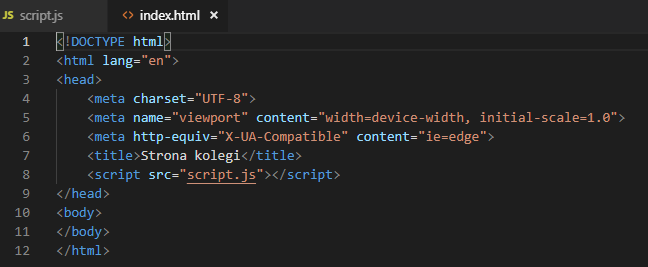 JS script.js <> index.html ×
1 <!DOCTYPE html>
2 <html lang="en">
3 <head>
4     <meta charset="UTF-8">
5     <meta name="viewport" content="width=device-width, initial-scale=1.0">
6     <meta http-equiv="X-UA-Compatible" content="ie=edge">
7     <title>Strona kolegi</title>
8     <script src="script.js"></script>
9 </head>
10 <body>
11 </body>
12 </html>